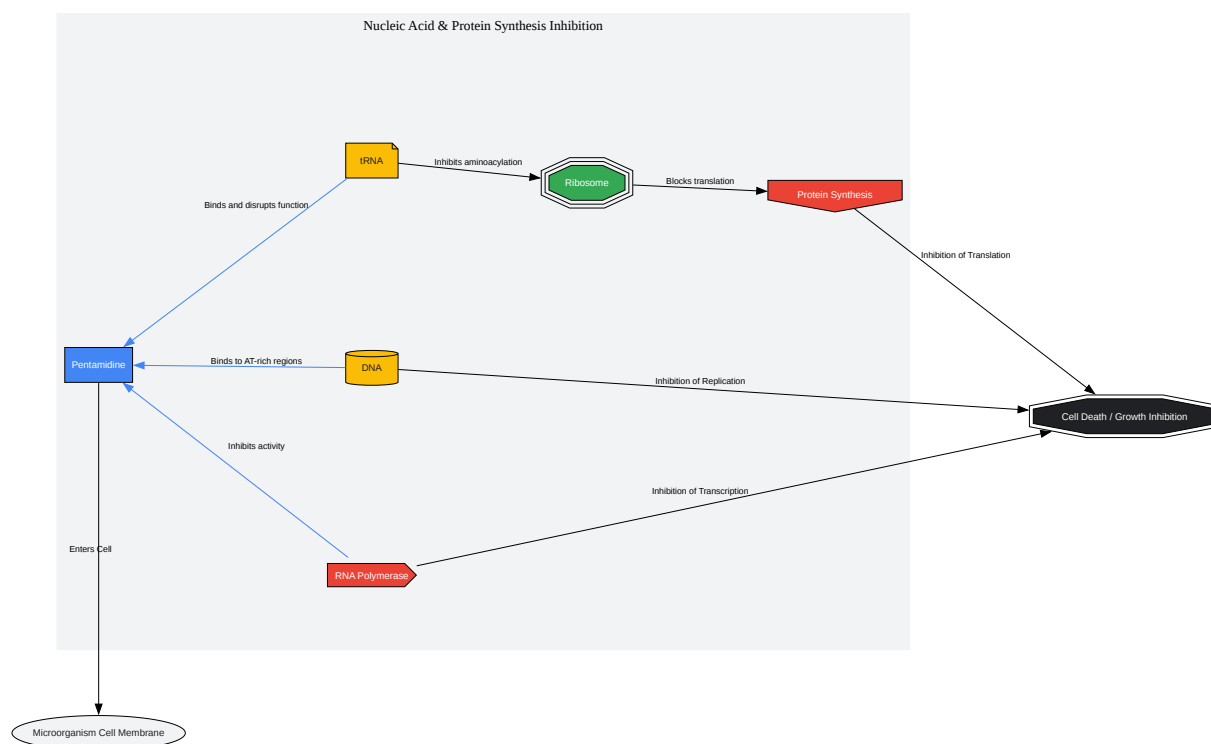 Nucleic Acid & Protein Synthesis Inhibition
tRNA
Inhibits aminoacylation
Ribosome
Blocks translation
Protein Synthesis
Binds and disrupts function
Inhibition of Translation
Pentamidine
Binds to AT-rich regions
DNA
Inhibition of Replication
Cell Death / Growth Inhibition
Inhibits activity
Inhibition of Transcription
Enters Cell
RNA Polymerase
Microorganism Cell Membrane